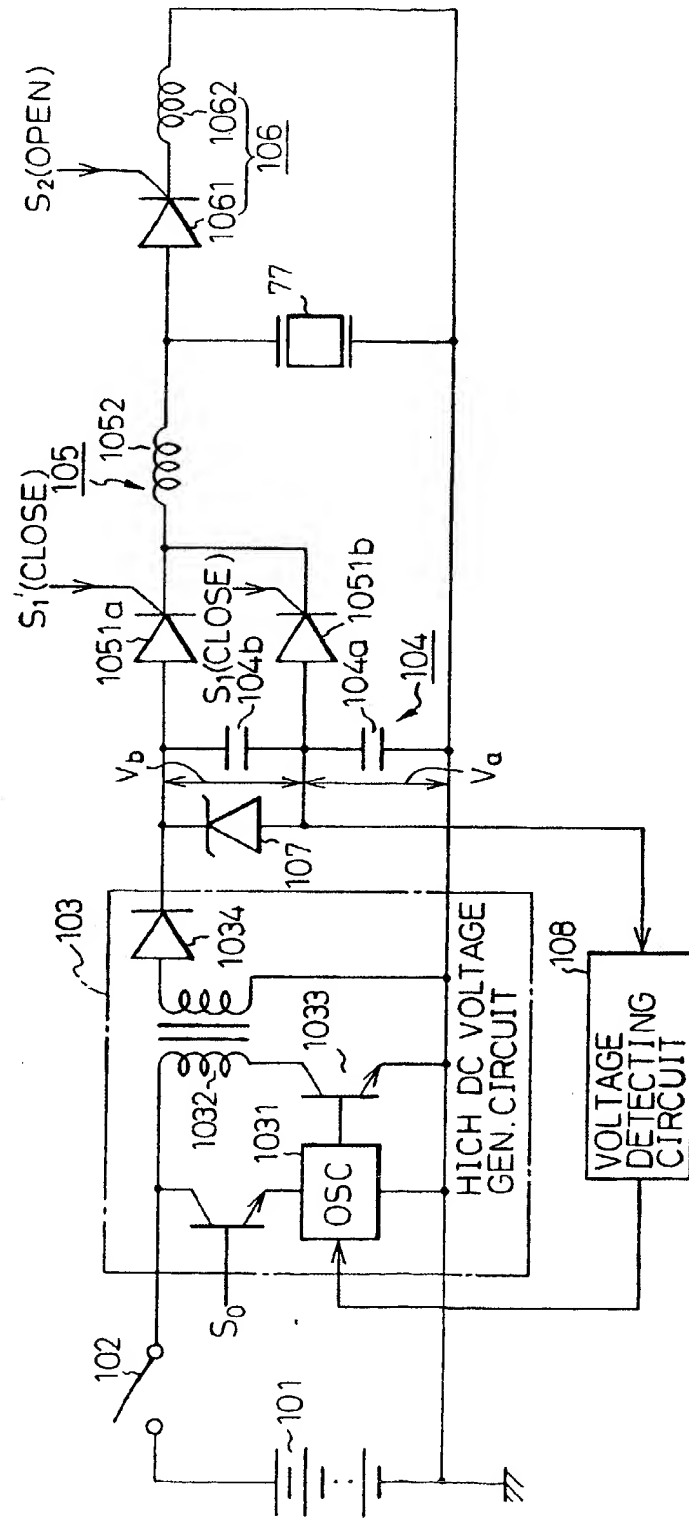 S₂(OPEN)
1061
1062
106
77
S₁'(CLOSE)
105
1052
1051a
S₁(CLOSE)
1051b
104b
104a
104
Vb
Va
107
103
1034
1033
1032
1031
OSC
HICH DC VOLTAGE
GEN. CIRCUIT
S₀
108
VOLTAGE
DETECTING
CIRCUIT
102
101